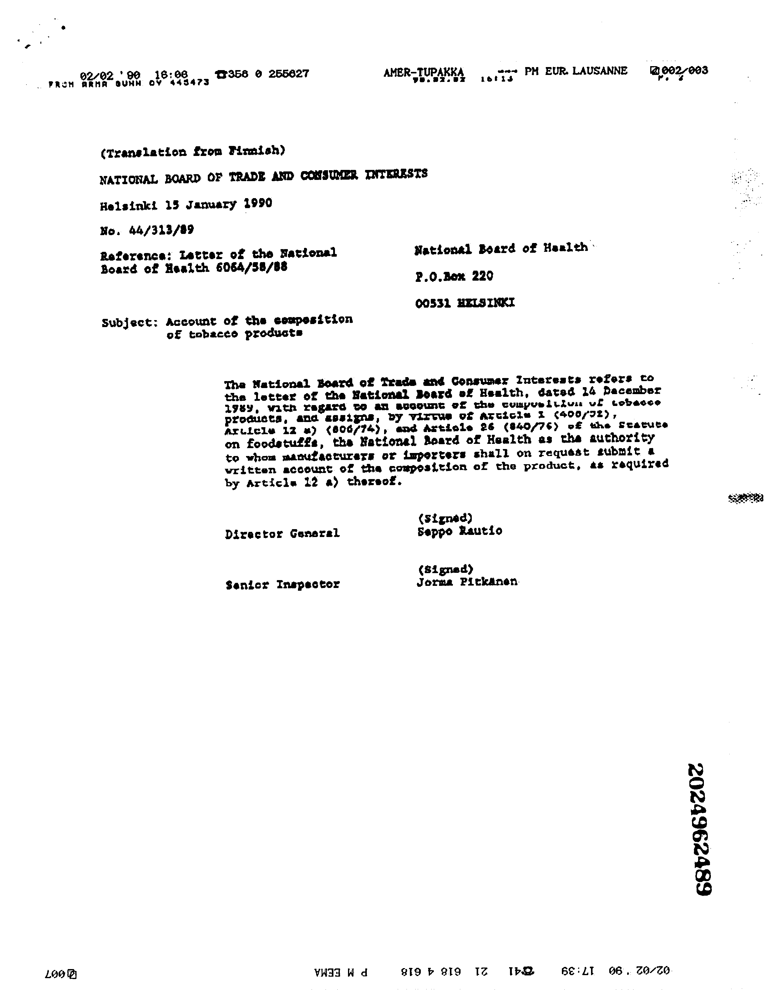 02/02 '90 16:06 ☎358 0 255627 AMER-TUPAKKA --- PM EUR. LAUSANNE 002/003
FROM ARMA SUHN OY 445473 90.02.02 16:13
(Translation from Finnish)
NATIONAL BOARD OF TRADE AND CONSUMER INTERESTS
Helsinki 15 January 1990
No. 44/313/89
Reference: Letter of the National
Board of Health 6064/58/88
National Board of Health
P.O.Box 220
00531 HELSINKI
Subject: Account of the composition
of tobacco products
The National Board of Trade and Consumer Interests refers to
the letter of the National Board of Health, dated 14 December
1989, with regard to an account of the composition of tobacco
products, and assigns, by virtue of Article 1 (408/52),
Article 12 a) (806/74), and Article 26 (840/76) of the Statute
on foodstuffs, the National Board of Health as the authority
to whom manufacturers or importers shall on request submit a
written account of the composition of the product, as required
by Article 12 a) thereof.
(Signed)
Director General Seppo Rautio
(Signed)
Senior Inspector Jorma Pitkänen
2024962489
02/02 '90 17:39 ☎41 21 618 4 618 P M EEMA 007